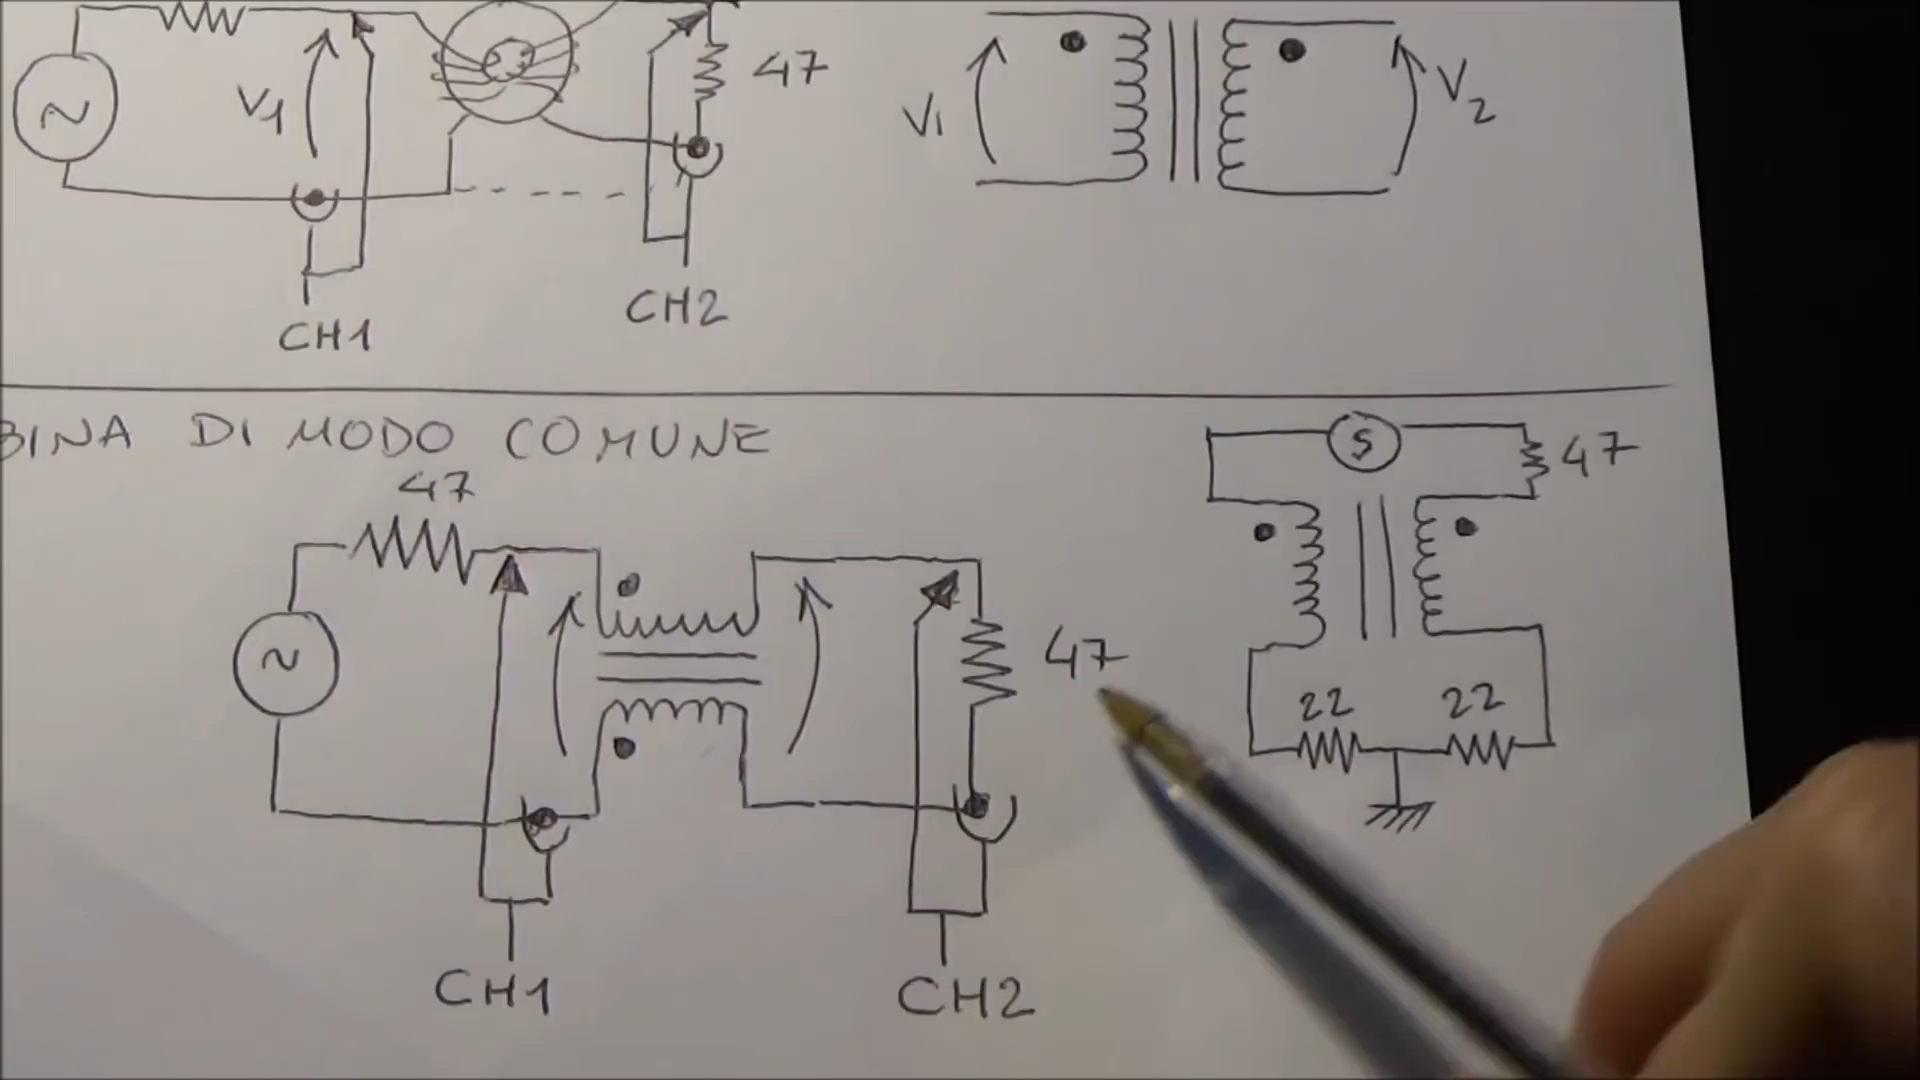 V1
47
CH1
CH2
V1
V2
BINA DI MODO COMUNE
47
47
CH1
CH2
S
47
22
22